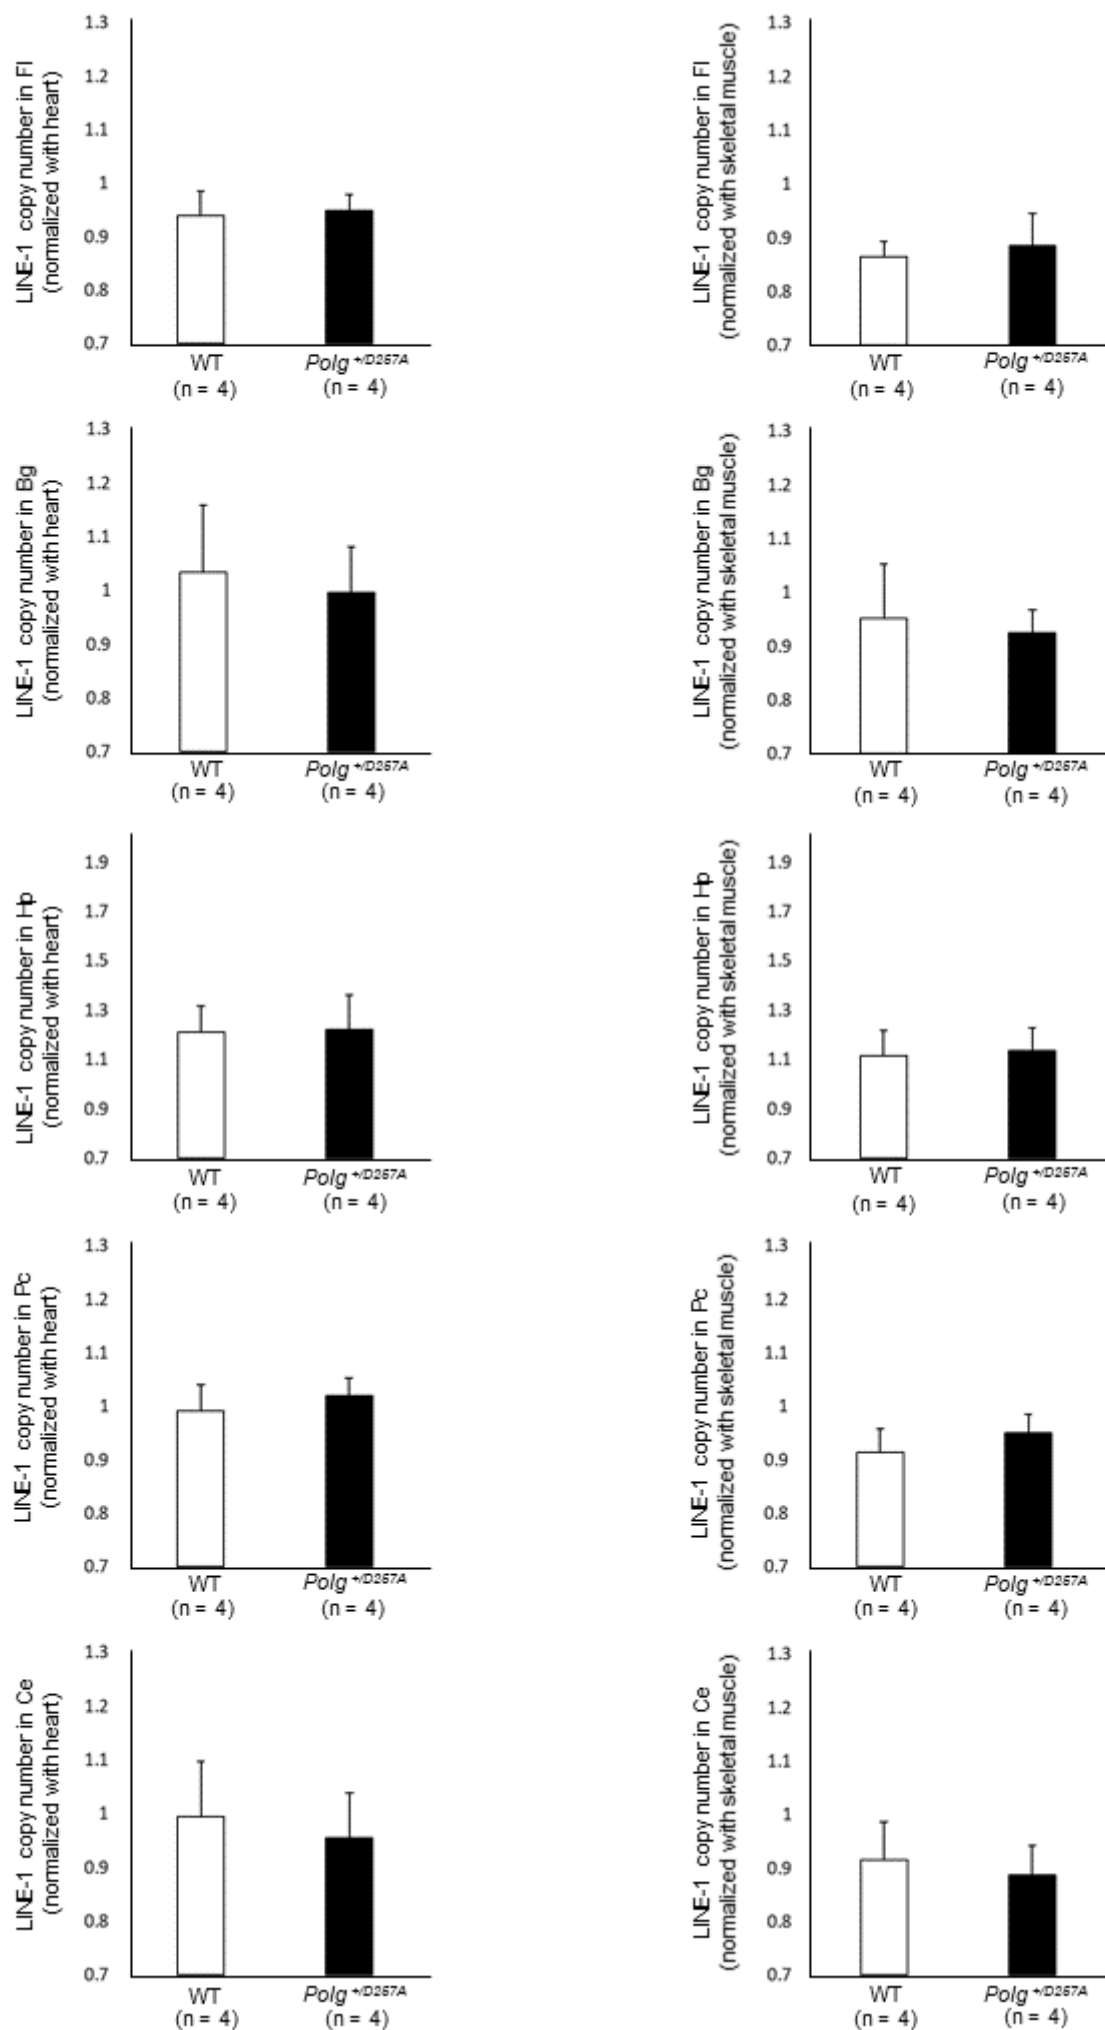 LINE-1 copy number in Fl
(normalized with heart)
1.3
1.2
1.1
1
0.9
0.8
0.7
WT
(n = 4)
Polg +/D257A
(n = 4)
LINE-1 copy number in Fl
(normalized with skeletal muscle)
1.3
1.2
1.1
1
0.9
0.8
0.7
WT
(n = 4)
Polg +/D257A
(n = 4)
LINE-1 copy number in Bg
(normalized with heart)
1.3
1.2
1.1
1
0.9
0.8
0.7
WT
(n = 4)
Polg +/D257A
(n = 4)
LINE-1 copy number in Bg
(normalized with skeletal muscle)
1.3
1.2
1.1
1
0.9
0.8
0.7
WT
(n = 4)
Polg +/D257A
(n = 4)
LINE-1 copy number in Hp
(normalized with heart)
1.9
1.7
1.5
1.3
1.1
0.9
0.7
WT
(n = 4)
Polg +/D257A
(n = 4)
LINE-1 copy number in Hp
(normalized with skeletal muscle)
1.9
1.7
1.5
1.3
1.1
0.9
0.7
WT
(n = 4)
Polg +/D257A
(n = 4)
LINE-1 copy number in Pc
(normalized with heart)
1.3
1.2
1.1
1
0.9
0.8
0.7
WT
(n = 4)
Polg +/D257A
(n = 4)
LINE-1 copy number in Pc
(normalized with skeletal muscle)
1.3
1.2
1.1
1
0.9
0.8
0.7
WT
(n = 4)
Polg +/D257A
(n = 4)
LINE-1 copy number in Ce
(normalized with heart)
1.3
1.2
1.1
1
0.9
0.8
0.7
WT
(n = 4)
Polg +/D257A
(n = 4)
LINE-1 copy number in Ce
(normalized with skeletal muscle)
1.3
1.2
1.1
1
0.9
0.8
0.7
WT
(n = 4)
Polg +/D257A
(n = 4)